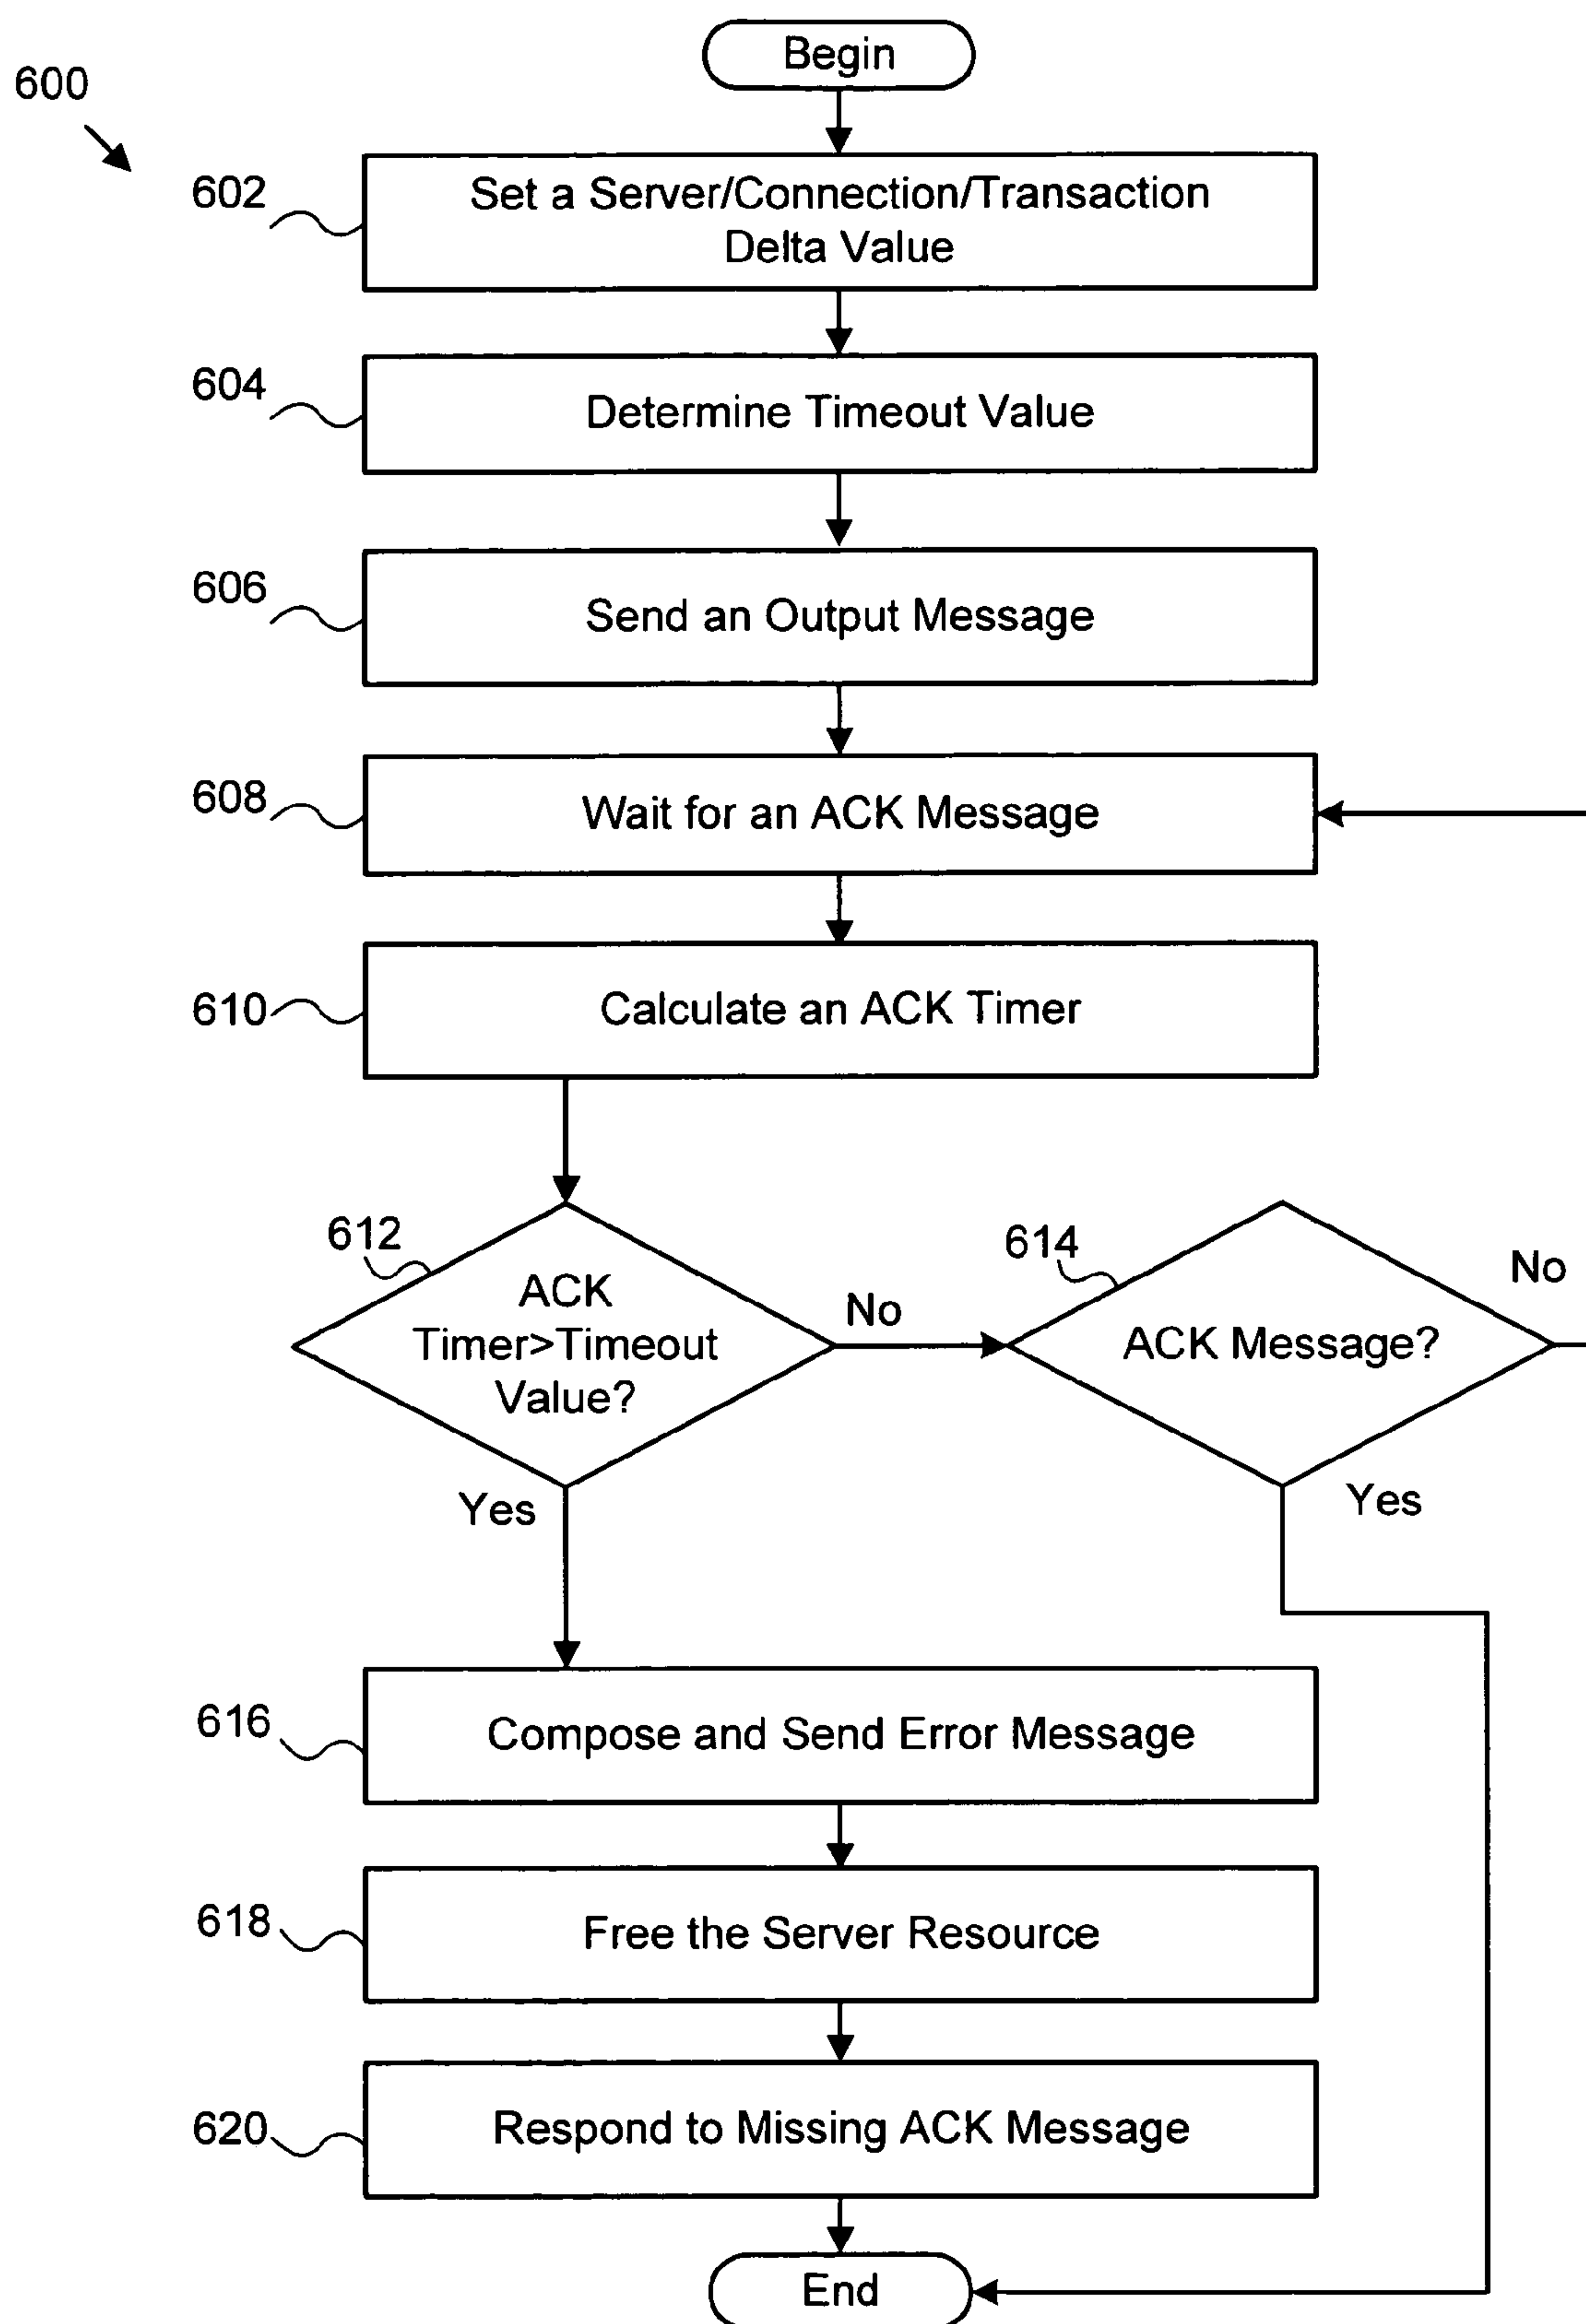 Begin
600
602
Set a Server/Connection/Transaction
Delta Value
604
Determine Timeout Value
606
Send an Output Message
608
Wait for an ACK Message
610
Calculate an ACK Timer
612
ACK
Timer>Timeout
Value?
No
614
ACK Message?
No
Yes
Yes
616
Compose and Send Error Message
618
Free the Server Resource
620
Respond to Missing ACK Message
End